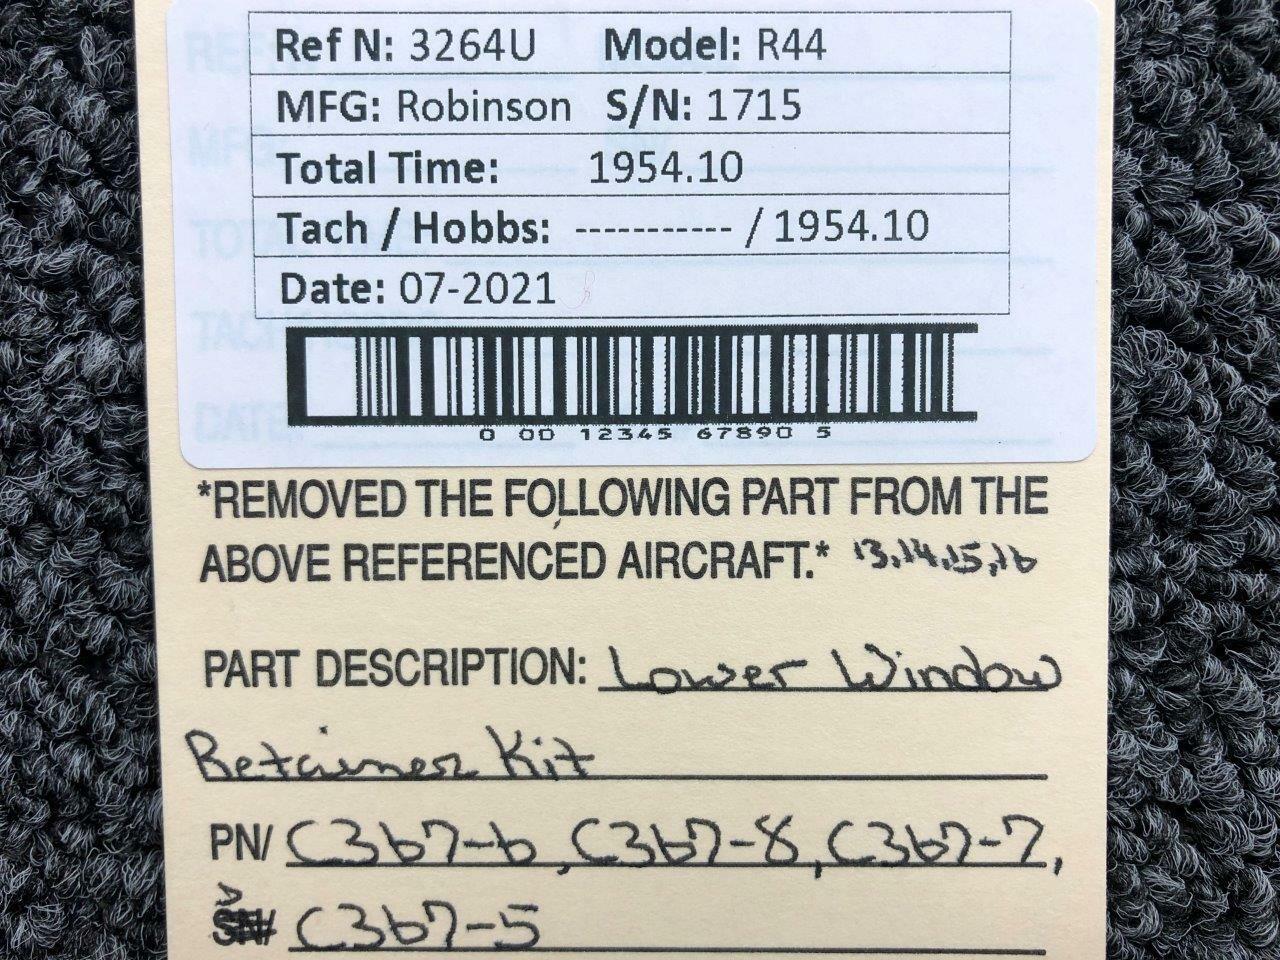 Ref N: 3264U Model: R44
MFG: Robinson S/N: 1715
Total Time: 1954.10
Tach / Hobbs: ----------- / 1954.10
Date: 07-2021
0 00 12345 67890 5
*REMOVED THE FOLLOWING PART FROM THE
ABOVE REFERENCED AIRCRAFT.* 13,14,15,16
PART DESCRIPTION: Lower Window
Retainer Kit
PN/ C367-6, C367-8, C367-7,
SN/ C367-5